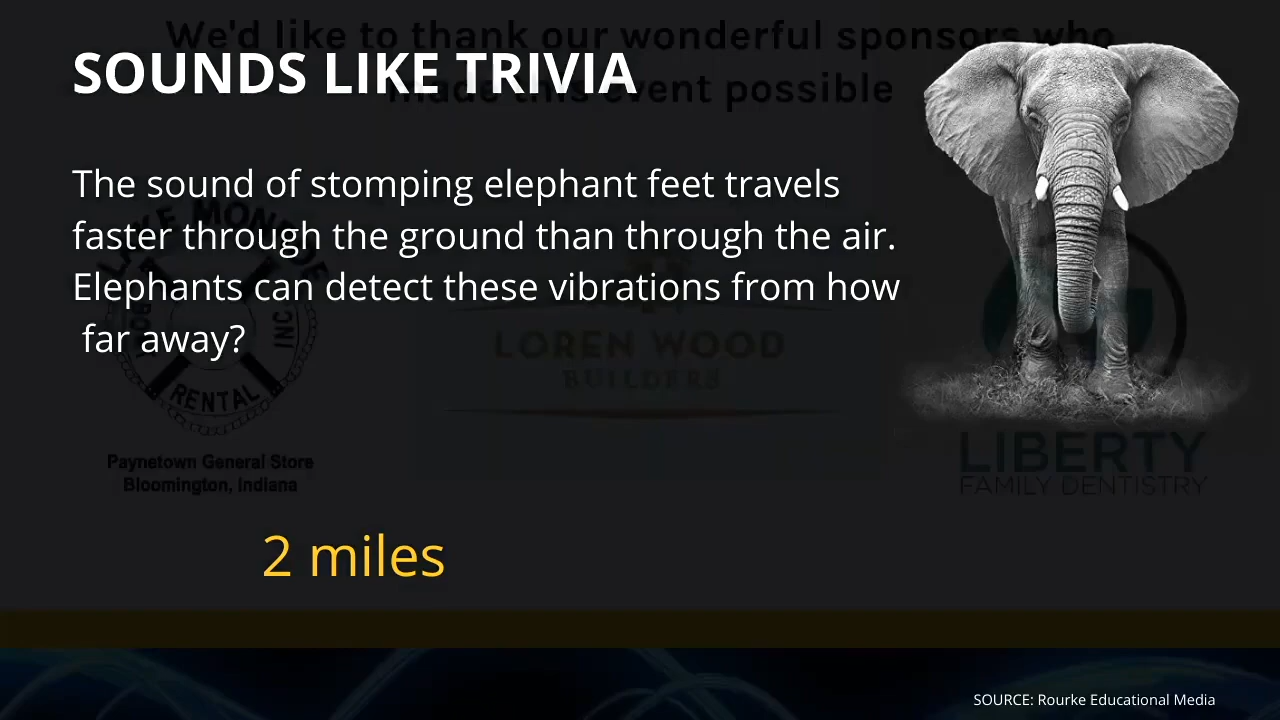 We'd like to thank our wonderful sponsors who
made this event possible
SOUNDS LIKE TRIVIA
The sound of stomping elephant feet travels
faster through the ground than through the air.
Elephants can detect these vibrations from how
far away?
LAKE MONROE
BOAT
RENTAL
INC
Paynetown General Store
Bloomington, Indiana
LOREN WOOD
BUILDERS
LIBERTY
FAMILY DENTISTRY
2 miles
SOURCE: Rourke Educational Media